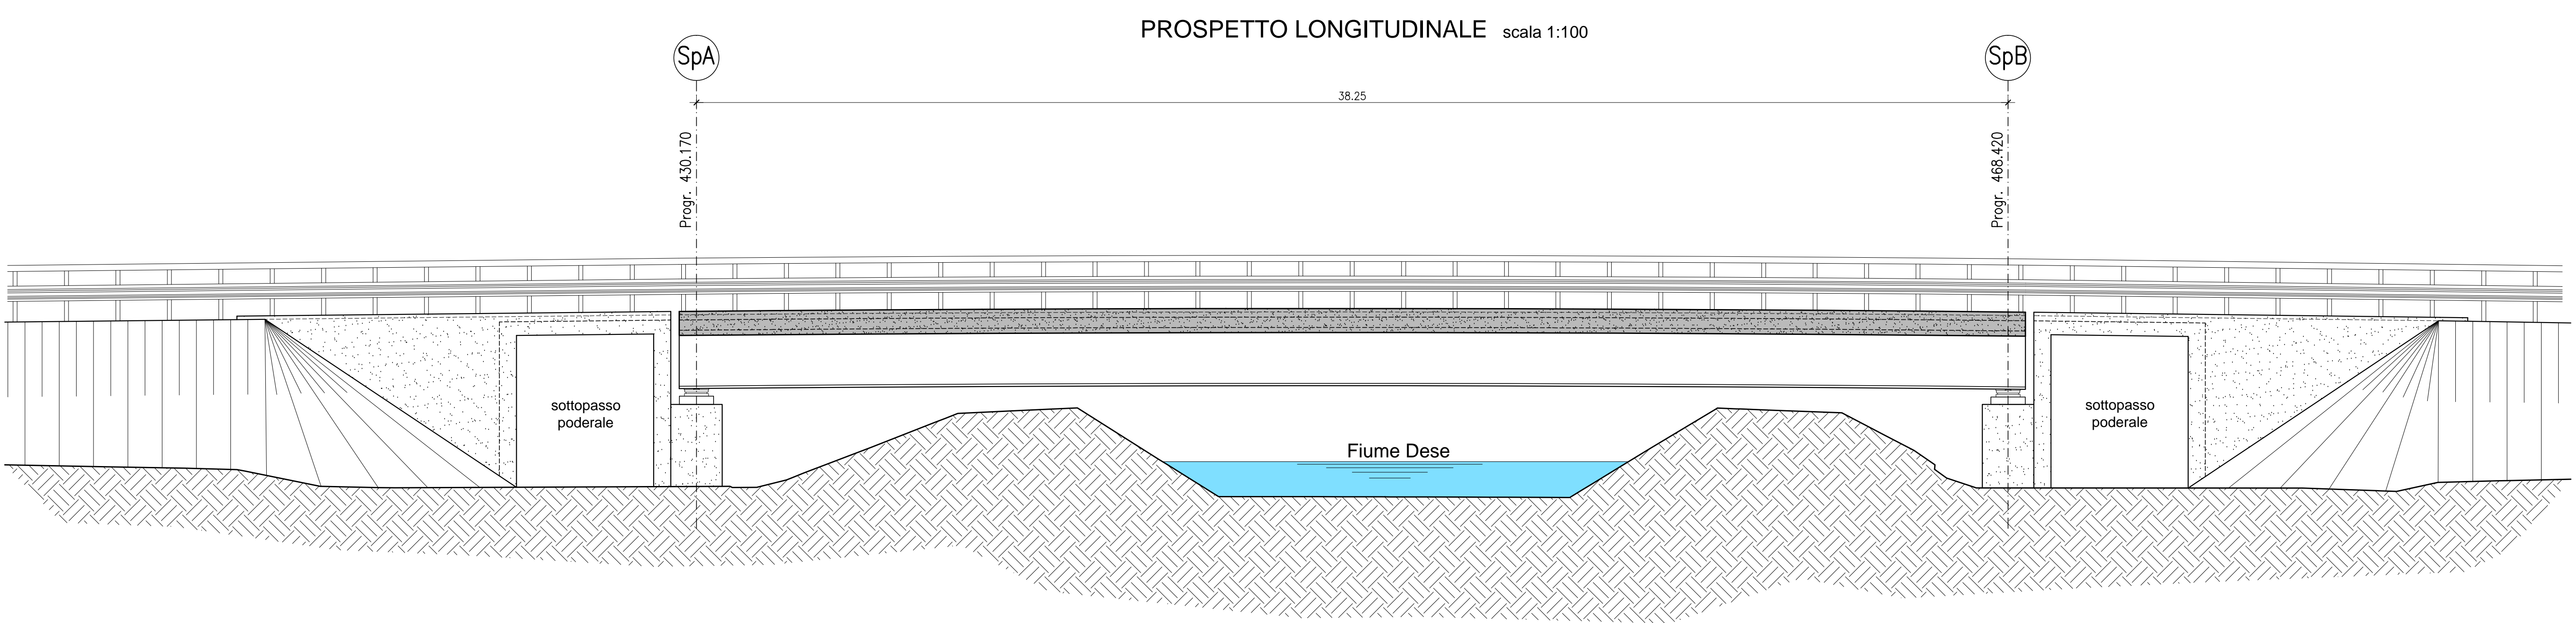 PROSPETTO LONGITUDINALE scala 1:100
SpA
SpB
38.25
Progr. 430.170
Progr. 468.420
sottopasso
poderale
Fiume Dese
sottopasso
poderale